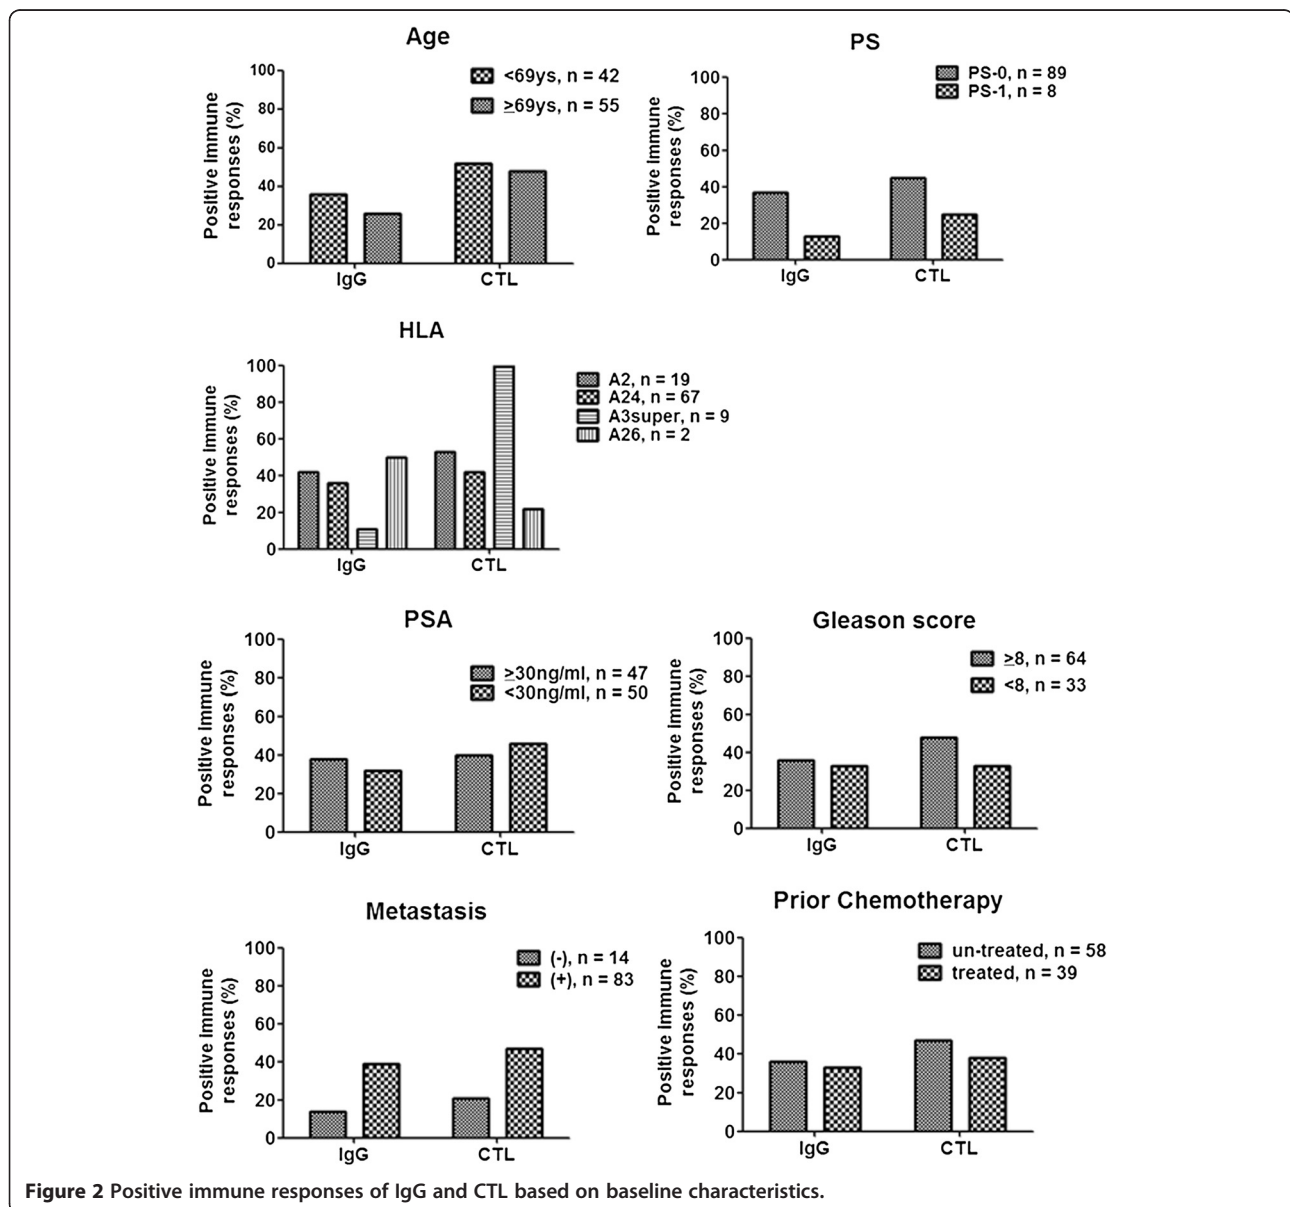 Age
Positive Immune
responses (%)
100
80
60
40
20
0
<69ys, n = 42
≥69ys, n = 55
IgG
CTL
PS
Positive Immune
responses (%)
100
80
60
40
20
0
PS-0, n = 89
PS-1, n = 8
IgG
CTL
HLA
Positive Immune
responses (%)
100
80
60
40
20
0
A2, n = 19
A24, n = 67
A3super, n = 9
A26, n = 2
IgG
CTL
PSA
Positive Immune
responses (%)
100
80
60
40
20
0
≥30ng/ml, n = 47
<30ng/ml, n = 50
IgG
CTL
Gleason score
Positive Immune
responses (%)
100
80
60
40
20
0
≥8, n = 64
<8, n = 33
IgG
CTL
Metastasis
Positive Immune
responses (%)
100
80
60
40
20
0
(-), n = 14
(+), n = 83
IgG
CTL
Prior Chemotherapy
Positive Immune
responses (%)
100
80
60
40
20
0
un-treated, n = 58
treated, n = 39
IgG
CTL
Figure 2 Positive immune responses of IgG and CTL based on baseline characteristics.